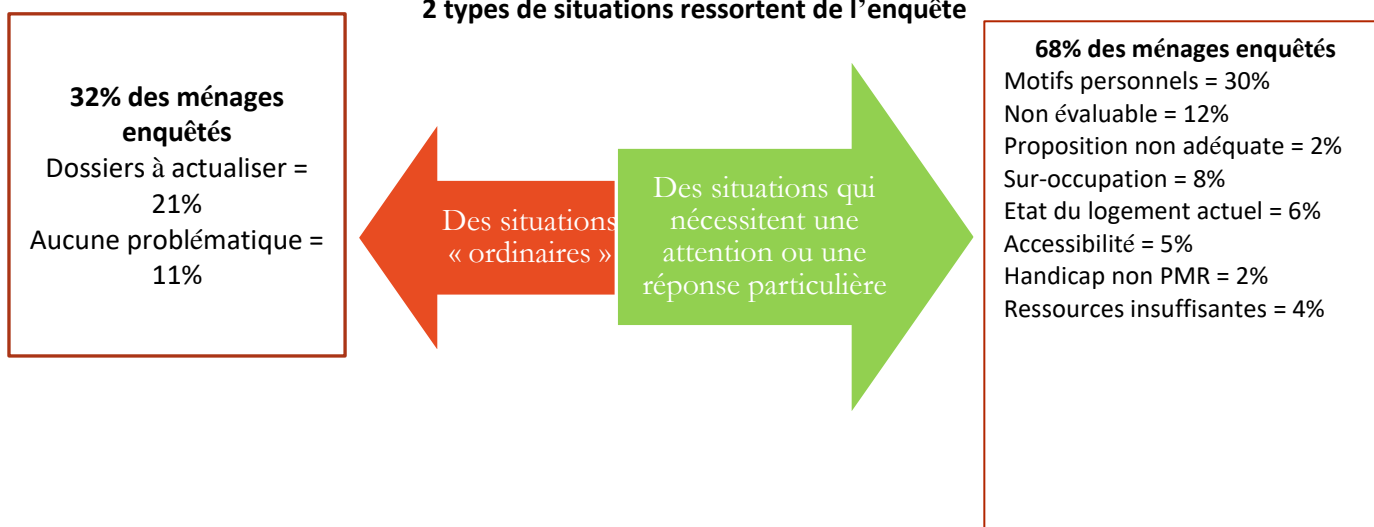 2 types de situations ressortent de l’enquête
32% des ménages
enquêtés
Dossiers à actualiser =
21%
Aucune problématique =
11%
Des situations
« ordinaires »
Des situations qui
nécessitent une
attention ou une
réponse particulière
68% des ménages enquêtés
Motifs personnels = 30%
Non évaluable = 12%
Proposition non adéquate = 2%
Sur-occupation = 8%
Etat du logement actuel = 6%
Accessibilité = 5%
Handicap non PMR = 2%
Ressources insuffisantes = 4%